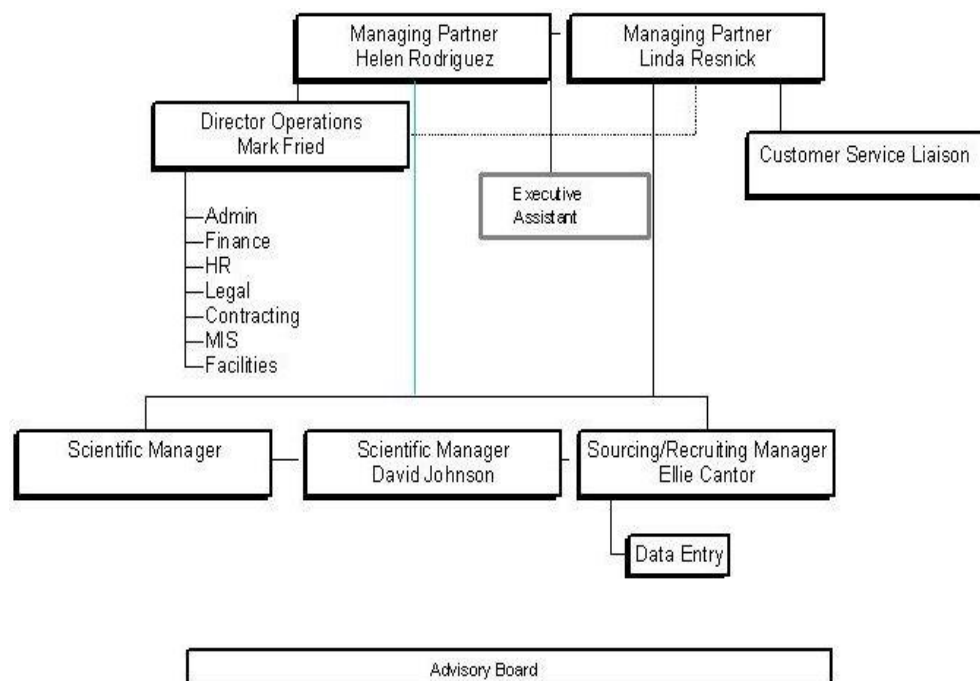 Managing Partner
Helen Rodriguez
Managing Partner
Linda Resnick
Director Operations
Mark Fried
Customer Service Liaison
Executive
Assistant
Admin
Finance
HR
Legal
Contracting
MIS
Facilities
Scientific Manager
Scientific Manager
David Johnson
Sourcing/Recruiting Manager
Ellie Cantor
Data Entry
Advisory Board